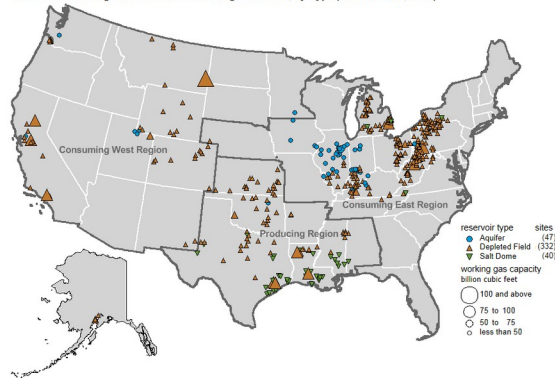 Consuming West Region
Consuming East Region
Producing Region
reservoir type sites
Aquifer (47)
Depleted Field (332)
Salt Dome (40)
working gas capacity
billion cubic feet
100 and above
75 to 100
50 to 75
less than 50